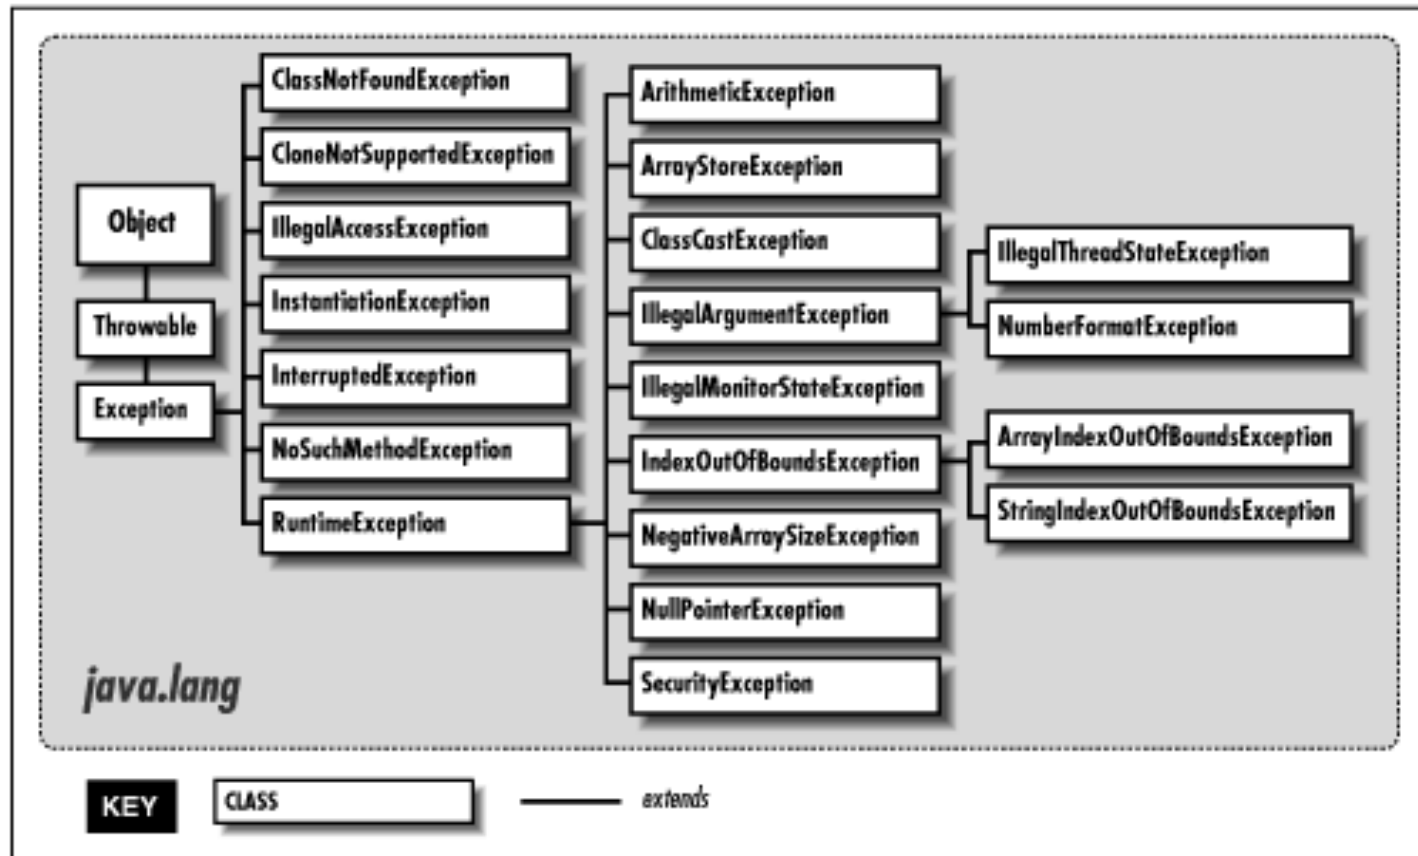 Object
Throwable
Exception
ClassNotFoundException
CloneNotSupportedException
IllegalAccessException
InstantiationException
InterruptedException
NoSuchMethodException
RuntimeException
ArithmeticException
ArrayStoreException
ClassCastException
IllegalArgumentException
IllegalMonitorStateException
IndexOutOfBoundsException
NegativeArraySizeException
NullPointerException
SecurityException
IllegalThreadStateException
NumberFormatException
ArrayIndexOutOfBoundsException
StringIndexOutOfBoundsException
java.lang
KEY
CLASS
extends